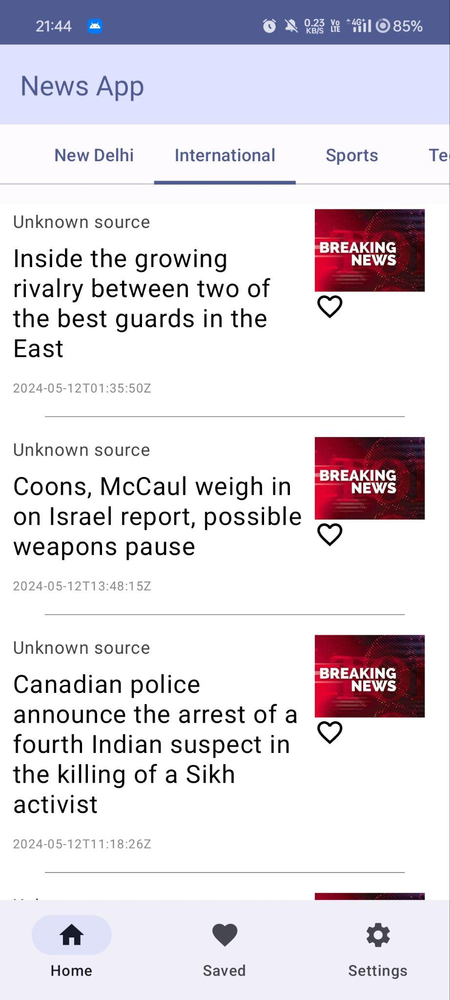 21:44
0.23
KB/S
Vo
LTE
4G+
85%
News App
New Delhi
International
Sports
Unknown source
BREAKING
NEWS
Inside the growing
rivalry between two of
the best guards in the
East
2024-05-12T01:35:50Z
Unknown source
BREAKING
NEWS
Coons, McCaul weigh in
on Israel report, possible
weapons pause
2024-05-12T13:48:15Z
Unknown source
BREAKING
NEWS
Canadian police
announce the arrest of a
fourth Indian suspect in
the killing of a Sikh
activist
2024-05-12T11:18:26Z
Home
Saved
Settings